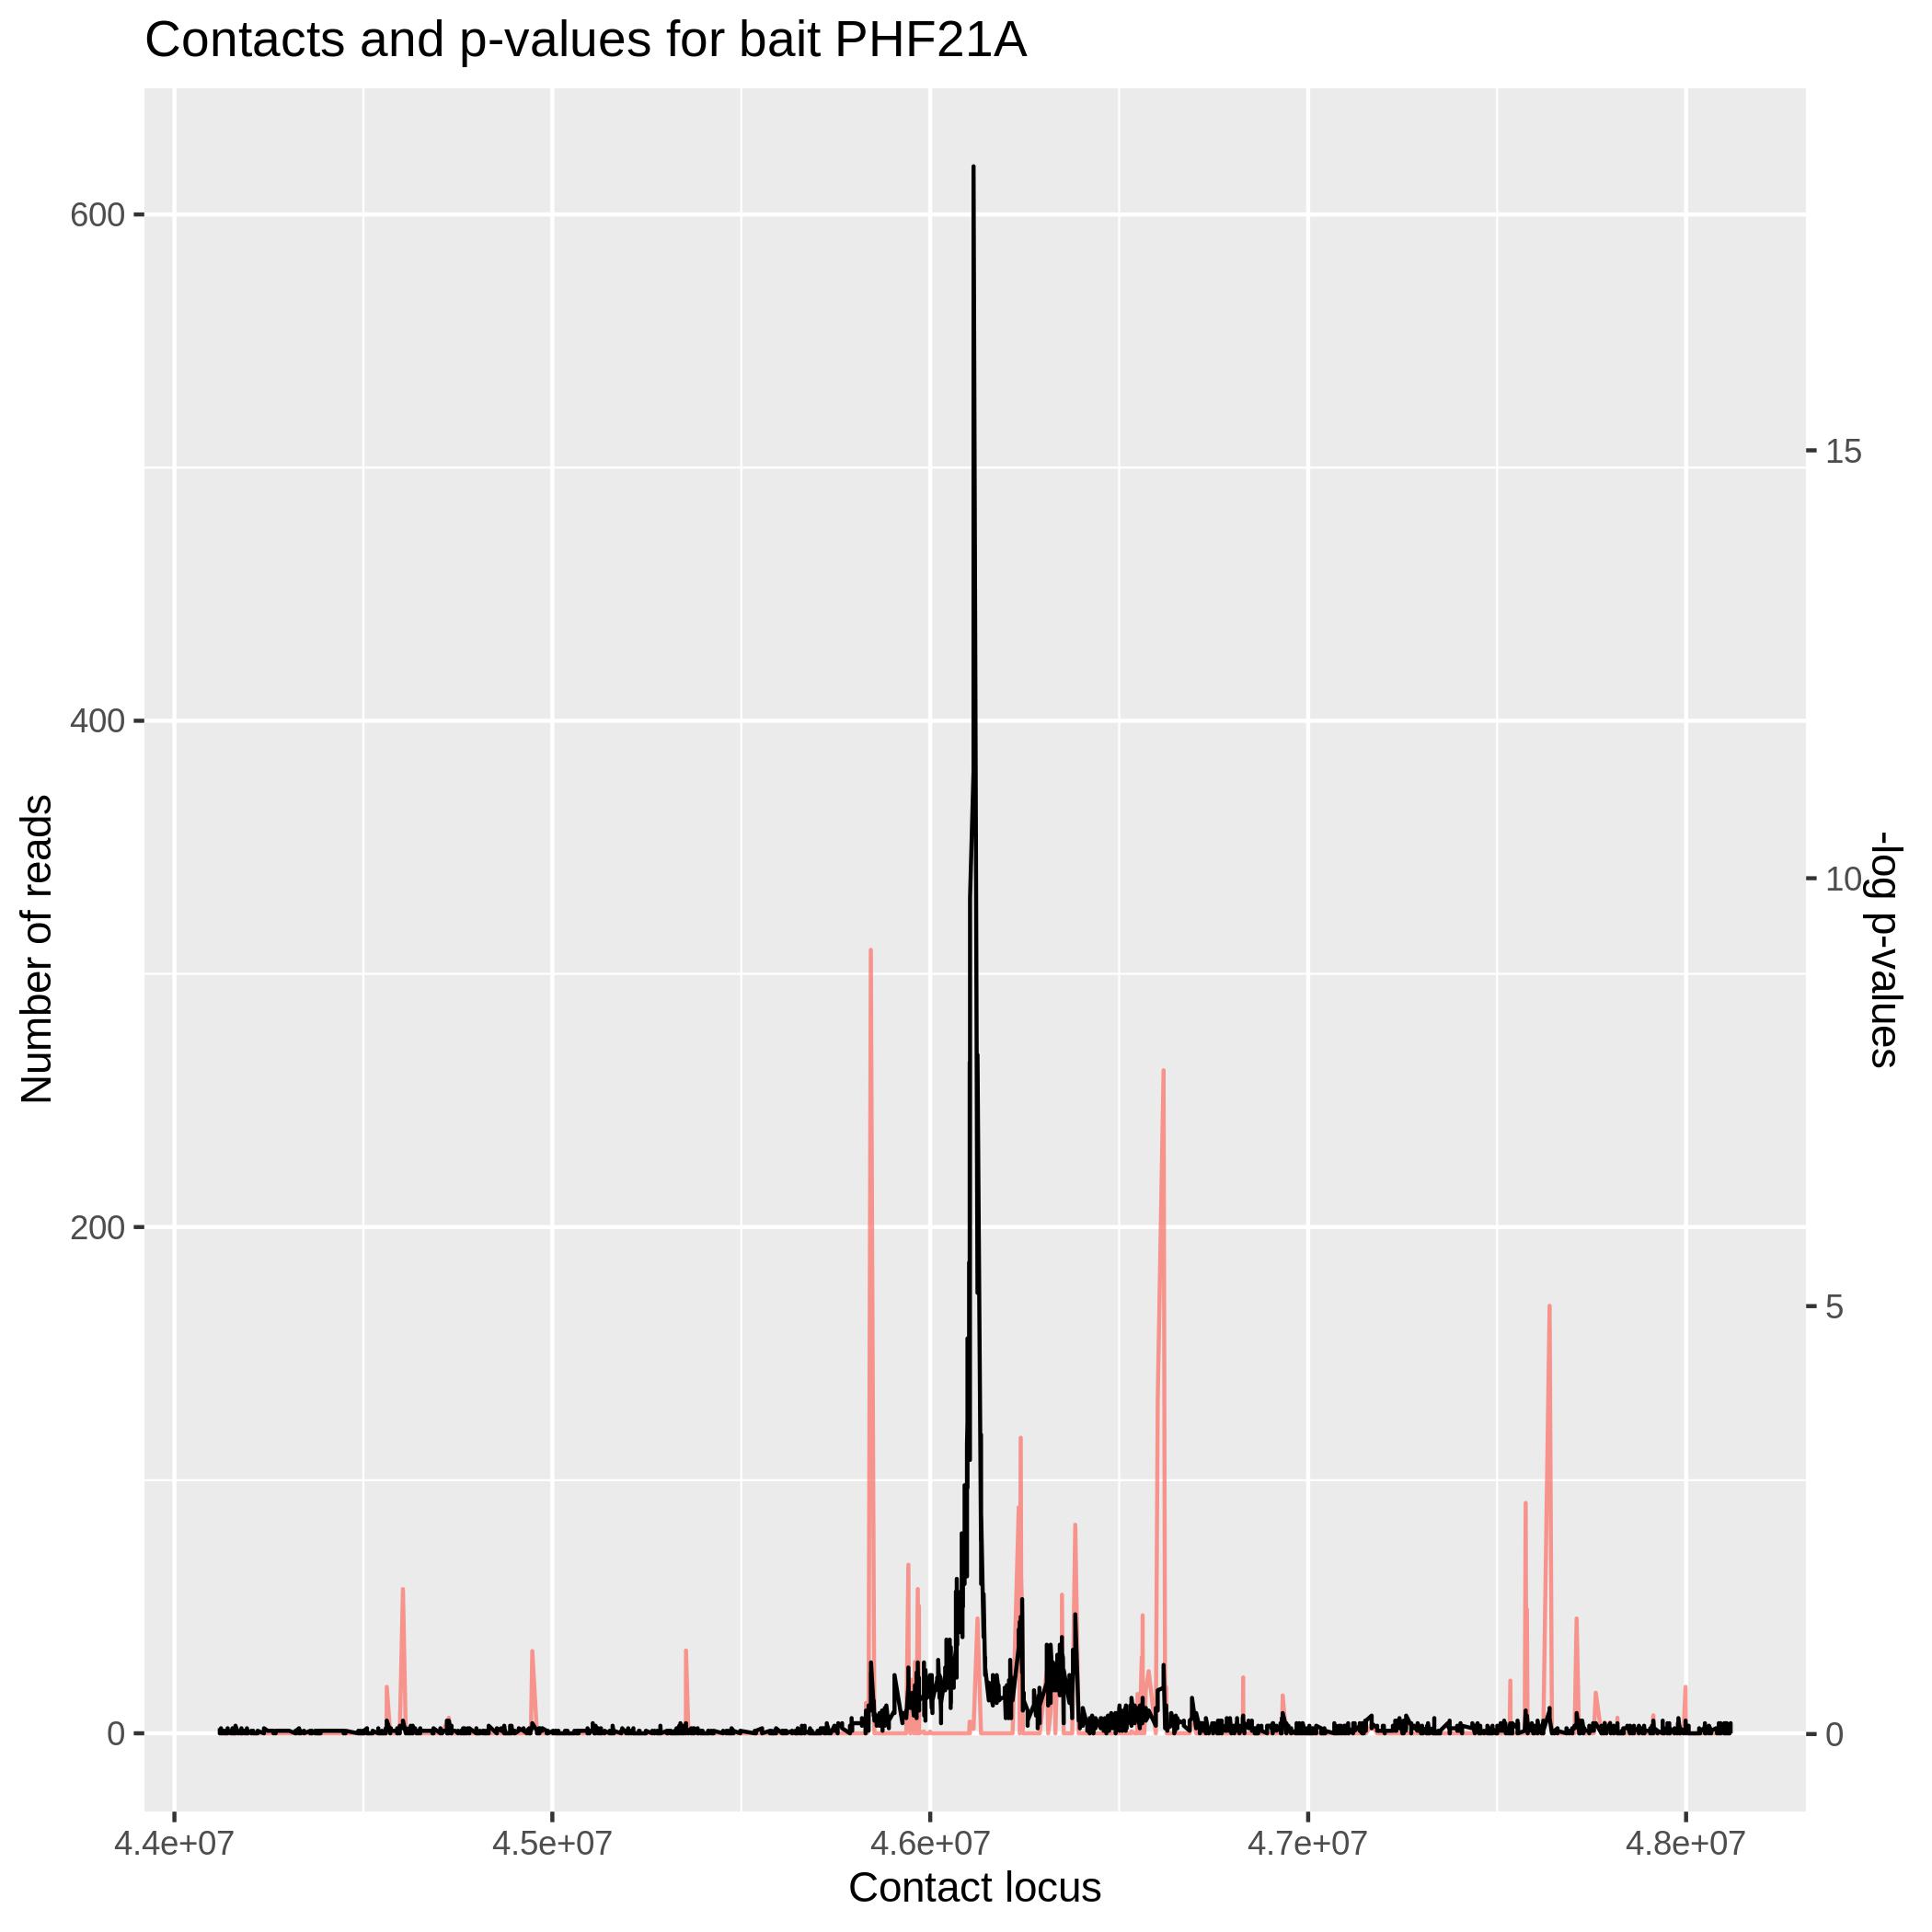 Contacts and p-values for bait PHF21A
600
400
200
0
Number of reads
15
10
5
0
-log p-values
4.4e+07
4.5e+07
4.6e+07
4.7e+07
4.8e+07
Contact locus